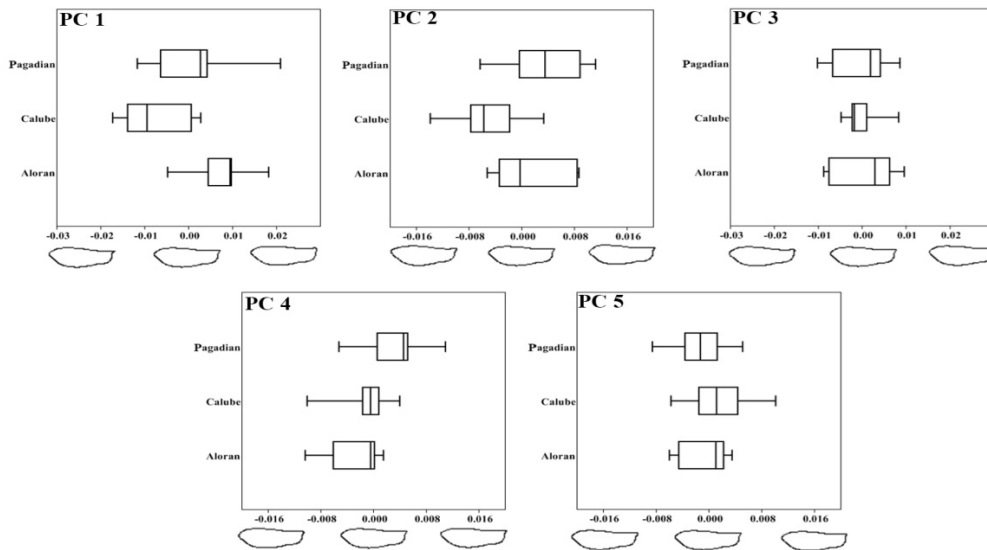 PC 1
Pagadian
Calube
Aloran
-0.03 -0.02 -0.01 0.00 0.01 0.02
PC 2
Pagadian
Calube
Aloran
-0.016 -0.008 0.000 0.008 0.016
PC 3
Pagadian
Calube
Aloran
-0.03 -0.02 -0.01 0.00 0.01 0.02
PC 4
Pagadian
Calube
Aloran
-0.016 -0.008 0.000 0.008 0.016
PC 5
Pagadian
Calube
Aloran
-0.016 -0.008 0.000 0.008 0.016